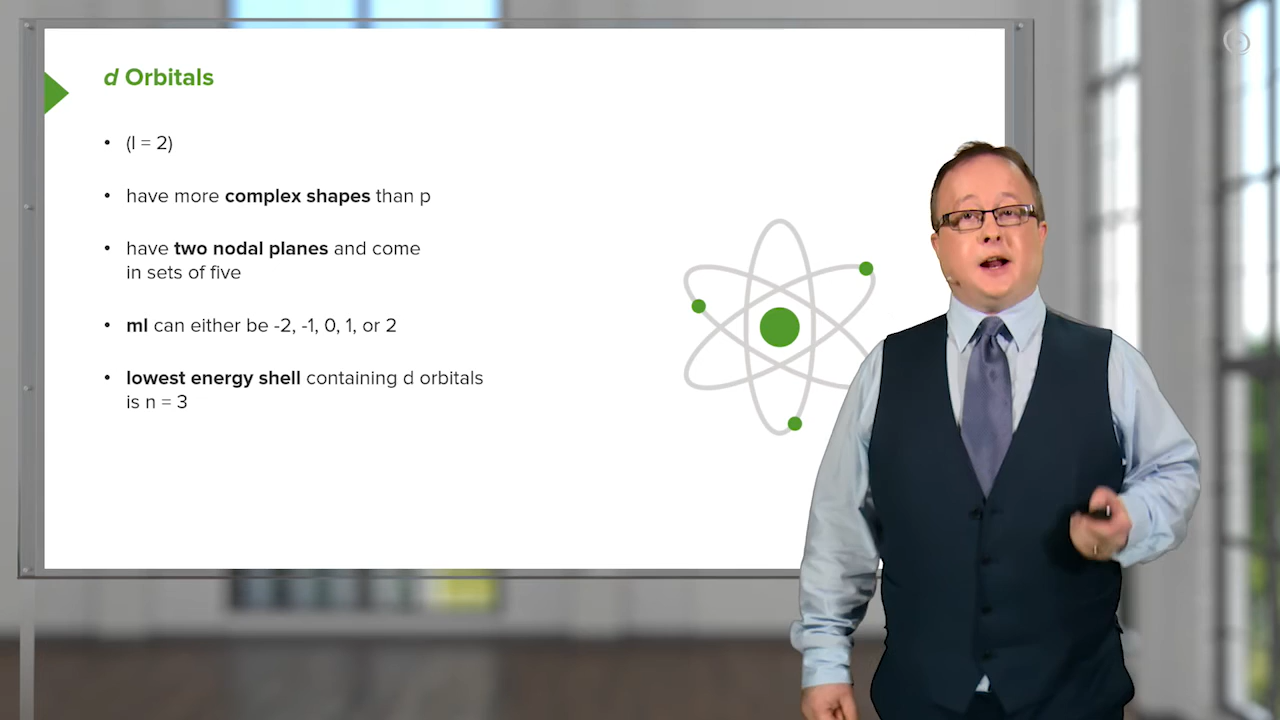 d Orbitals
• (l = 2)
• have more complex shapes than p
• have two nodal planes and come
in sets of five
• ml can either be -2, -1, 0, 1, or 2
• lowest energy shell containing d orbitals
is n = 3